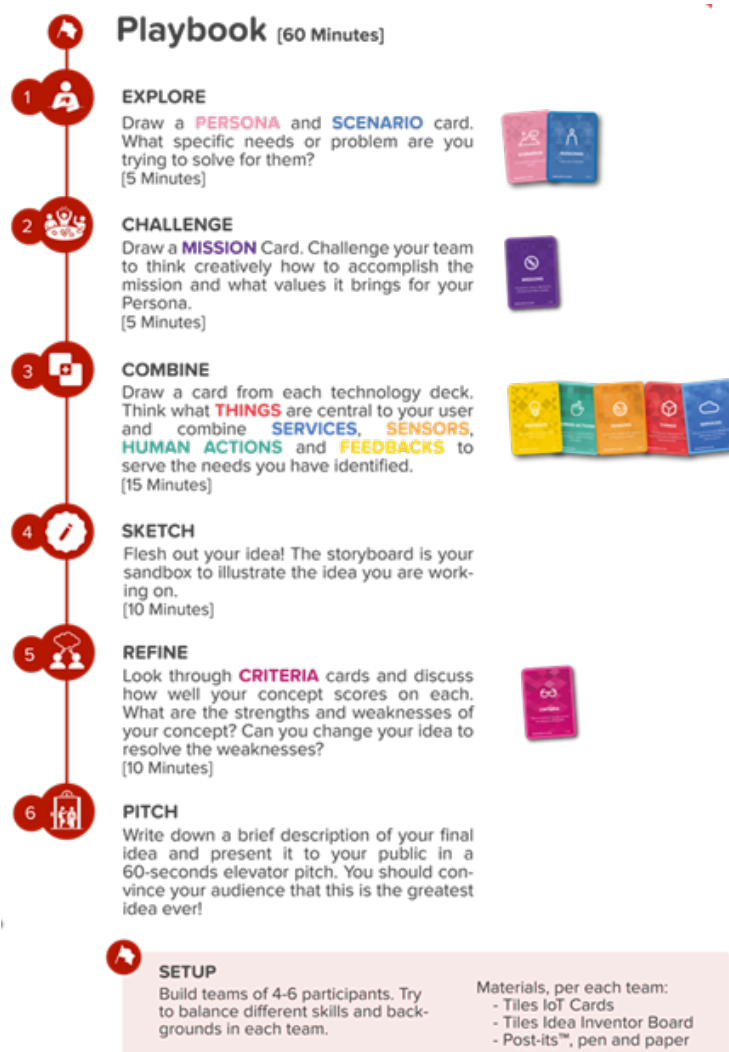 Playbook [60 Minutes]
1
EXPLORE
Draw a PERSONA and SCENARIO card.
What specific needs or problem are you
trying to solve for them?
[5 Minutes]
SCENARIOS
PERSONAS
2
CHALLENGE
Draw a MISSION Card. Challenge your team
to think creatively how to accomplish the
mission and what values it brings for your
Persona.
[5 Minutes]
MISSIONS
3
COMBINE
Draw a card from each technology deck.
Think what THINGS are central to your user
and combine SERVICES, SENSORS,
HUMAN ACTIONS and FEEDBACKS to
serve the needs you have identified.
[15 Minutes]
HUMAN ACTIONS
THINGS
SERVICES
4
SKETCH
Flesh out your idea! The storyboard is your
sandbox to illustrate the idea you are work-
ing on.
[10 Minutes]
5
REFINE
Look through CRITERIA cards and discuss
how well your concept scores on each.
What are the strengths and weaknesses of
your concept? Can you change your idea to
resolve the weaknesses?
[10 Minutes]
CRITERIA
6
PITCH
Write down a brief description of your final
idea and present it to your public in a
60-seconds elevator pitch. You should con-
vince your audience that this is the greatest
idea ever!
SETUP
Build teams of 4-6 participants. Try
to balance different skills and back-
grounds in each team.
Materials, per each team:
- Tiles IoT Cards
- Tiles Idea Inventor Board
- Post-its™, pen and paper